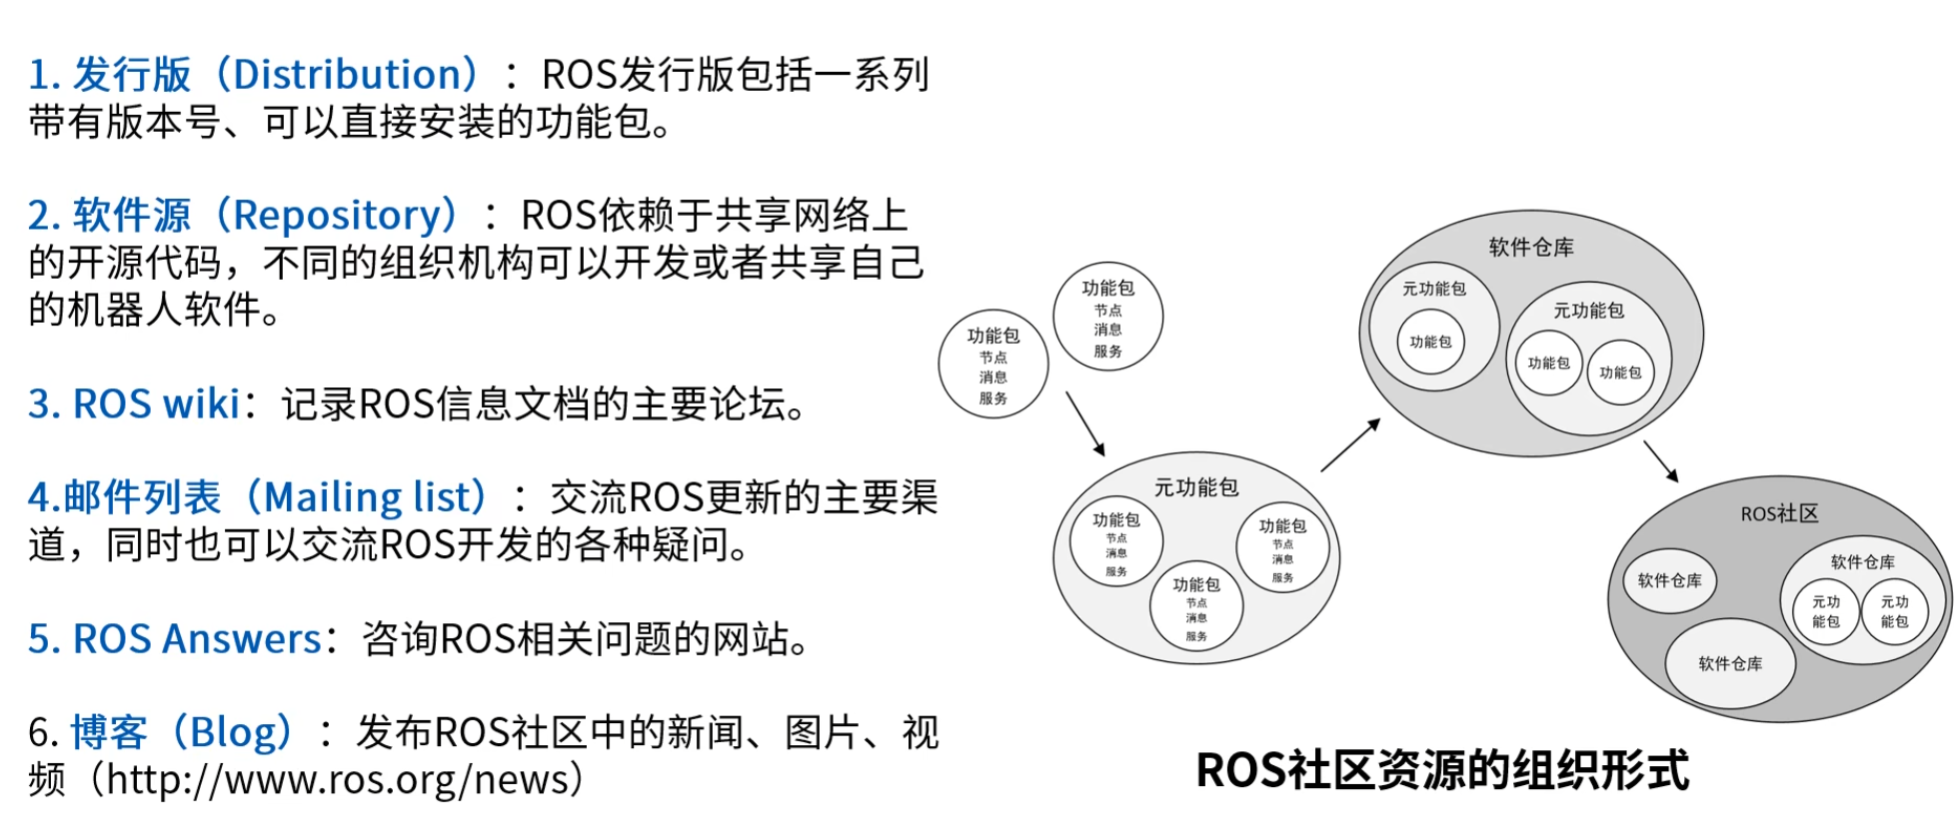 1. 发行版（Distribution）：ROS发行版包括一系列
带有版本号、可以直接安装的功能包。
2. 软件源（Repository）：ROS依赖于共享网络上
的开源代码，不同的组织机构可以开发或者共享自己
的机器人软件。
3. ROS wiki：记录ROS信息文档的主要论坛。
4.邮件列表（Mailing list）：交流ROS更新的主要渠
道，同时也可以交流ROS开发的各种疑问。
5. ROS Answers：咨询ROS相关问题的网站。
6. 博客（Blog）：发布ROS社区中的新闻、图片、视
频（http://www.ros.org/news）
功能包
节点
消息
服务
功能包
节点
消息
服务
元功能包
功能包
节点
消息
服务
功能包
节点
消息
服务
功能包
节点
消息
服务
软件仓库
元功能包
功能包
元功能包
功能包
功能包
ROS社区
软件仓库
软件仓库
元功
能包
元功
能包
软件仓库
ROS社区资源的组织形式